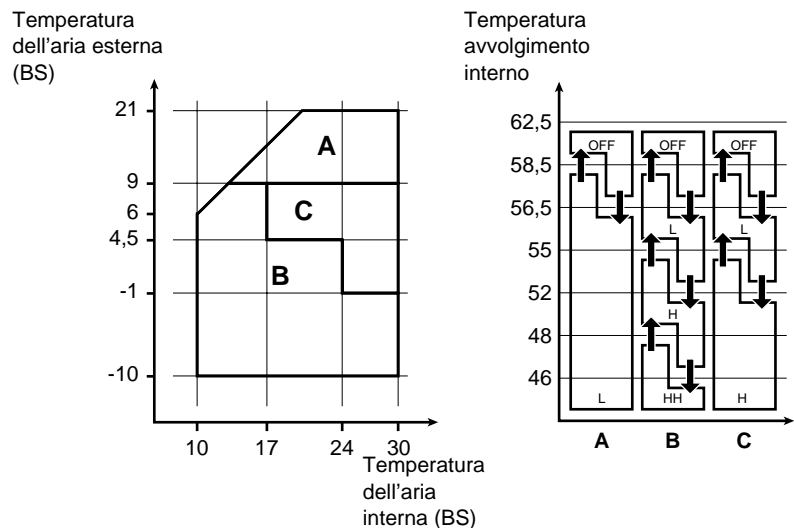 Temperatura
dell'aria esterna
(BS)
21
9
6
4,5
-1
-10
A
C
B
10 17 24 30
Temperatura
dell'aria
interna (BS)
Temperatura
avvolgimento
interno
62,5
58,5
56,5
55
52
48
46
OFF OFF OFF
L L
H
L HH H
A B C